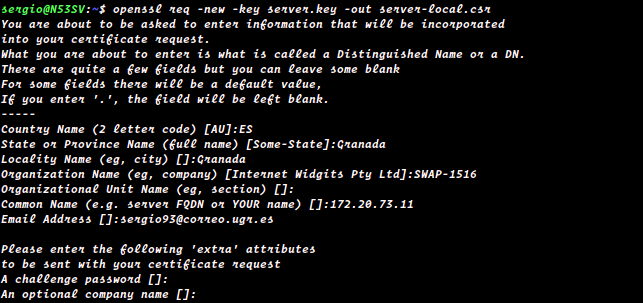 sergio@N53SV:~$ openssl req -new -key server.key -out server-local.csr
You are about to be asked to enter information that will be incorporated
into your certificate request.
What you are about to enter is what is called a Distinguished Name or a DN.
There are quite a few fields but you can leave some blank
For some fields there will be a default value,
If you enter '.', the field will be left blank.
-----
Country Name (2 letter code) [AU]:ES
State or Province Name (full name) [Some-State]:Granada
Locality Name (eg, city) []:Granada
Organization Name (eg, company) [Internet Widgits Pty Ltd]:SWAP-1516
Organizational Unit Name (eg, section) []:
Common Name (e.g. server FQDN or YOUR name) []:172.20.73.11
Email Address []:sergio93@correo.ugr.es
Please enter the following 'extra' attributes
to be sent with your certificate request
A challenge password []:
An optional company name []: